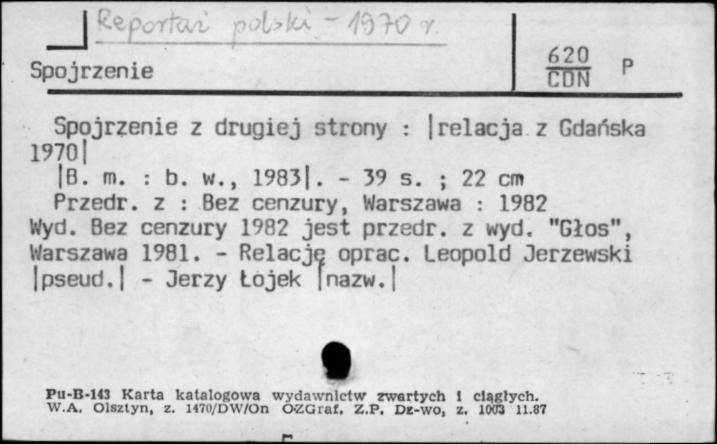 Reportaż polski - 1970 r.
Spojrzenie
620
CDN
P
Spojrzenie z drugiej strony : |relacja z Gdańska
1970|
|B. m. : b. w., 1983|. - 39 s. ; 22 cm
Przedr. z : Bez cenzury, Warszawa : 1982
Wyd. Bez cenzury 1982 jest przedr. z wyd. "Głos",
Warszawa 1981. - Relację oprac. Leopold Jerzewski
|pseud.| - Jerzy Łojek |nazw.|
Pu-B-143 Karta katalogowa wydawnictw zwartych i ciągłych.
W.A. Olsztyn, z. 1470/DW/On OZGraf. Z.P. Dz-wo, z. 1003 11.87